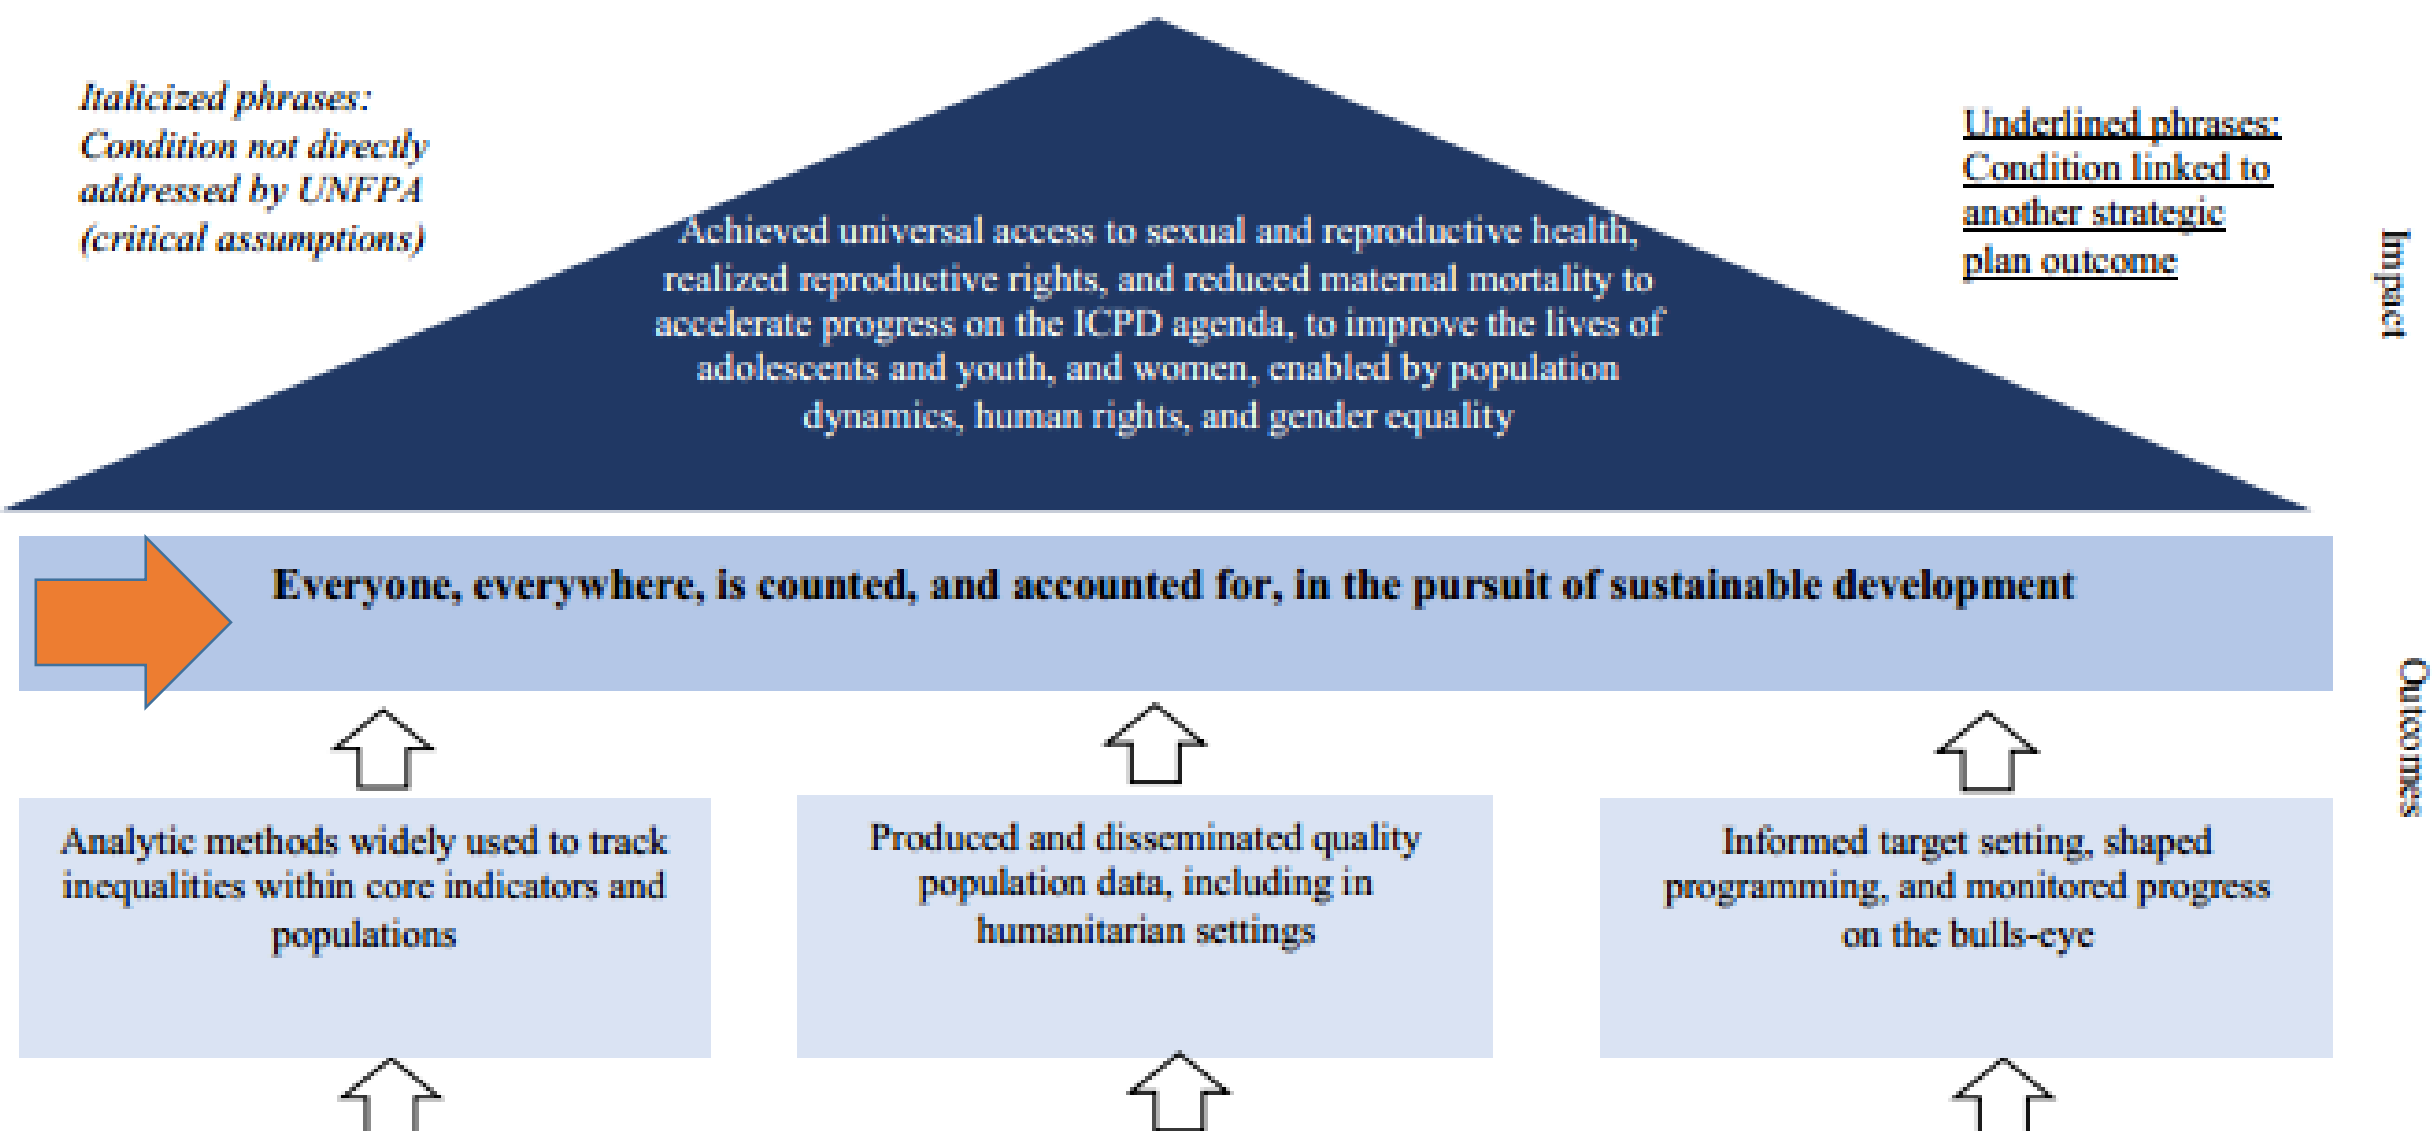 Italicized phrases:
Condition not directly
addressed by UNFPA
(critical assumptions)
Underlined phrases:
Condition linked to
another strategic
plan outcome
Impact
Achieved universal access to sexual and reproductive health,
realized reproductive rights, and reduced maternal mortality to
accelerate progress on the ICPD agenda, to improve the lives of
adolescents and youth, and women, enabled by population
dynamics, human rights, and gender equality
Everyone, everywhere, is counted, and accounted for, in the pursuit of sustainable development
Outcomes
Analytic methods widely used to track
inequalities within core indicators and
populations
Produced and disseminated quality
population data, including in
humanitarian settings
Informed target setting, shaped
programming, and monitored progress
on the bulls-eye